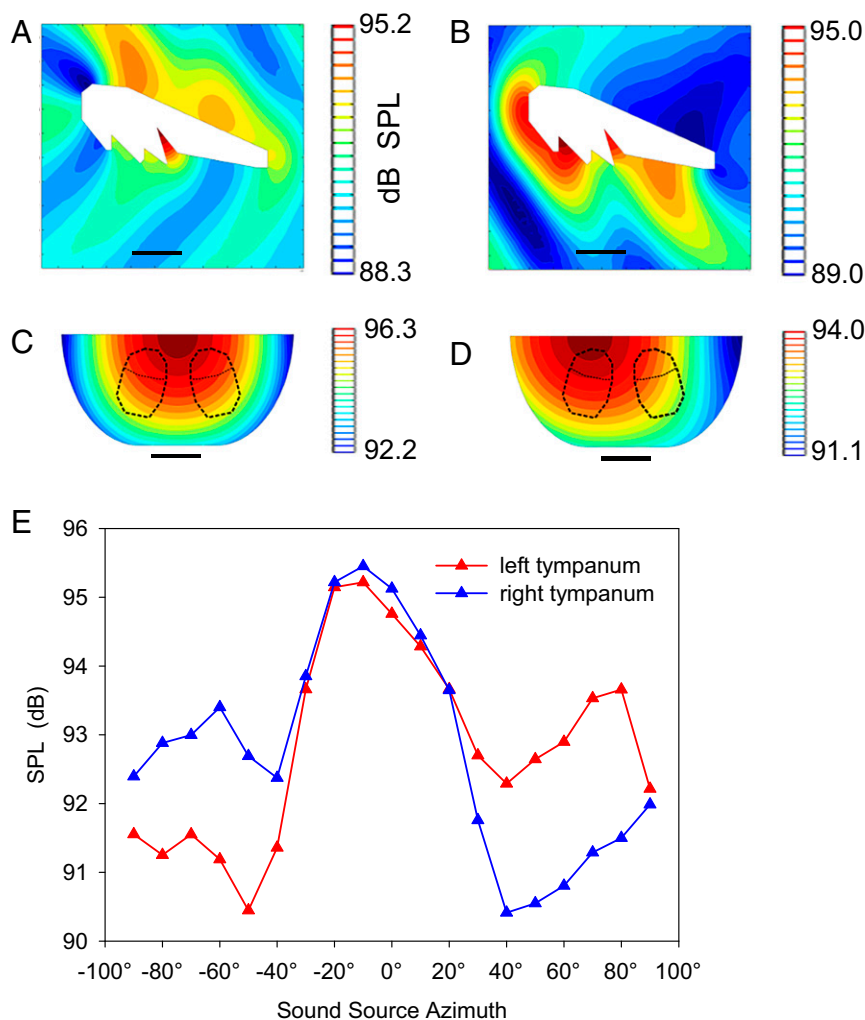 A
95.2
dB SPL
88.3
B
95.0
89.0
C
96.3
92.2
D
94.0
91.1
E
96
95
94
93
92
91
90
SPL (dB)
left tympanum
right tympanum
-100° -80° -60° -40° -20° 0° 20° 40° 60° 80° 100°
Sound Source Azimuth